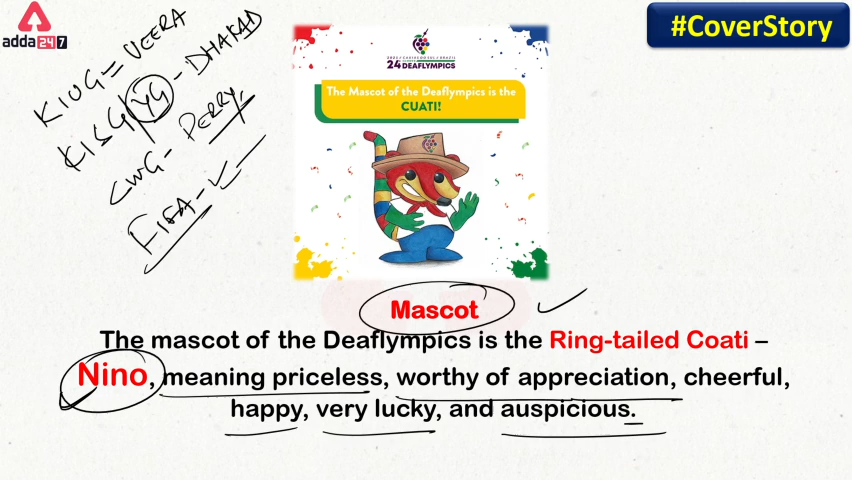 adda247
#CoverStory
KIUG = VEERA
KISG/YG - DHAKAD
CWG - PERRY
FIFA -
24 DEAFLYMPICS
The Mascot of the Deaflympics is the
CUATI!
Mascot
The mascot of the Deaflympics is the Ring-tailed Coati –
Nino, meaning priceless, worthy of appreciation, cheerful,
happy, very lucky, and auspicious.